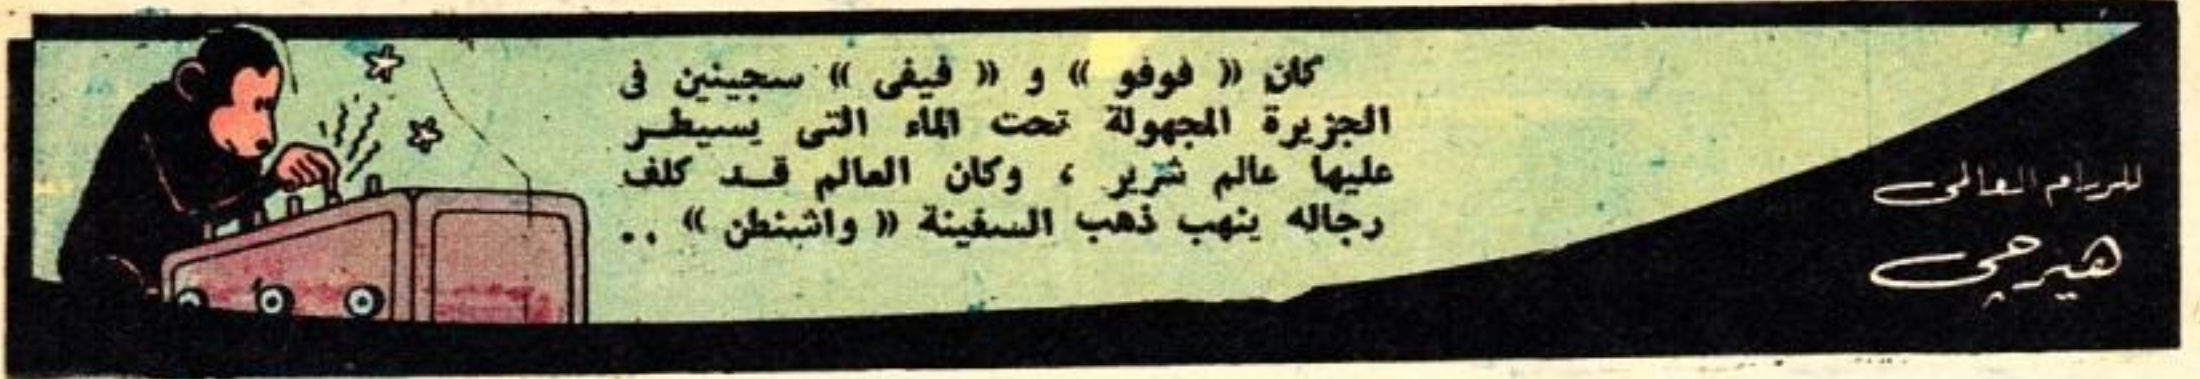 كان « فوفو » و « فيفى » سجينين فى
الجزيرة المجهولة تحت الماء التى يسيطر
عليها عالم شرير ، وكان العالم قد كلف
رجاله ينهب ذهب السفينة « واشنطن » ..
للرسام العالمى
هيرجى